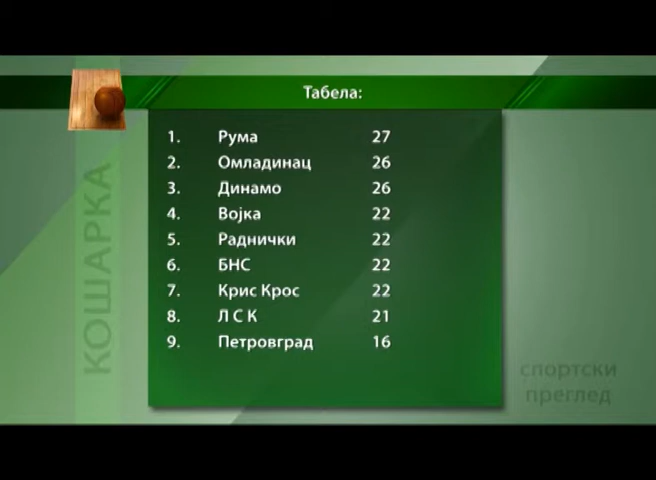 Табела:
1. Рума 27
2. Омладинац 26
3. Динамо 26
4. Војка 22
5. Раднички 22
6. БНС 22
7. Крис Крос 22
8. Л С К 21
9. Петровград 16
КОШАРКА
спортски
преглед